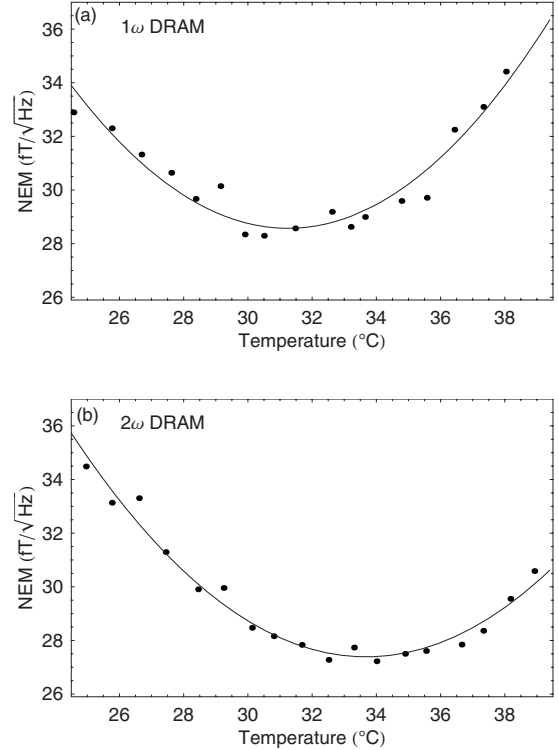 (a)
1ω DRAM
36
34
32
30
28
26
NEM (fT/√Hz)
26 28 30 32 34 36 38
Temperature (°C)
(b)
2ω DRAM
36
34
32
30
28
26
NEM (fT/√Hz)
26 28 30 32 34 36 38
Temperature (°C)